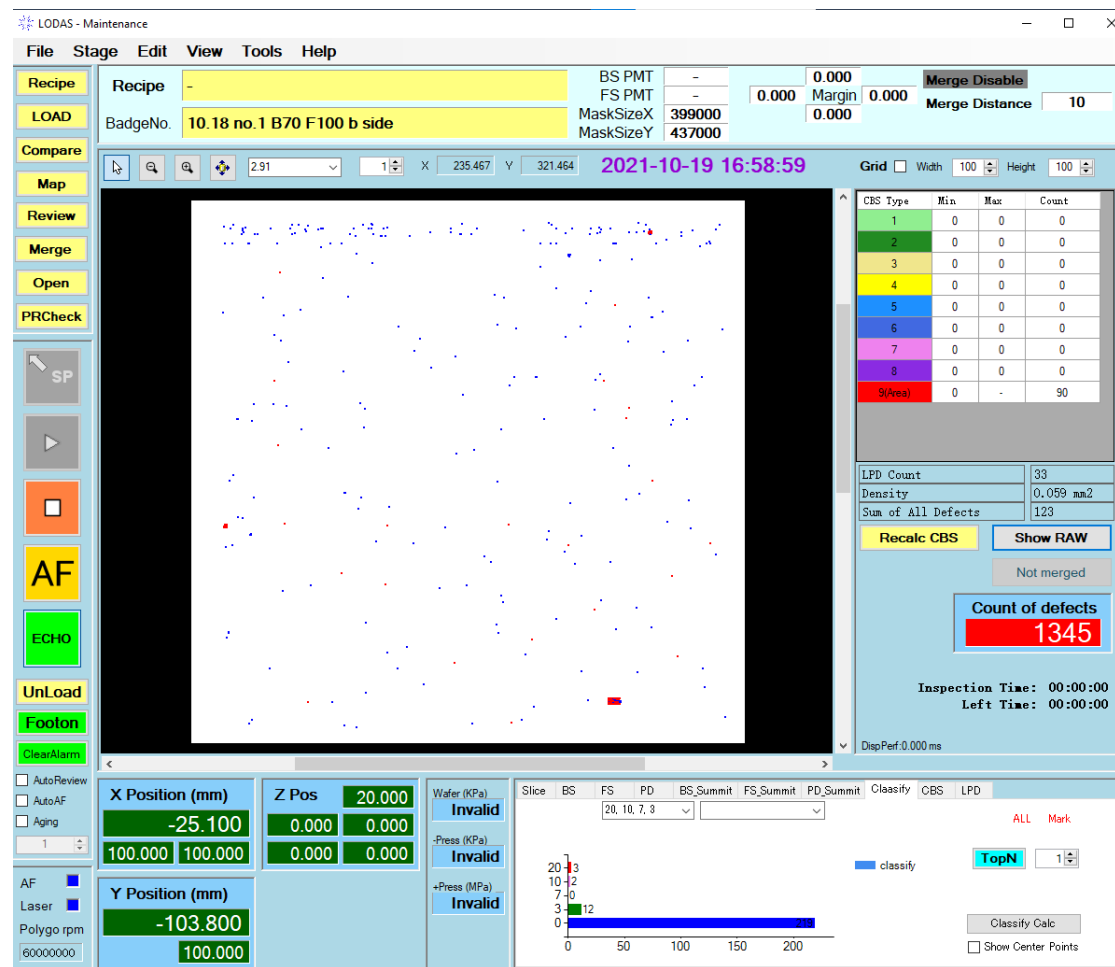 LODAS - Maintenance
File Stage Edit View Tools Help
Recipe
LOAD
Compare
Map
Review
Merge
Open
PRCheck
SP
AF
ECHO
UnLoad
Footon
ClearAlarm
AutoReview
AutoAF
Aging
1
AF
Laser
Polygo rpm
60000000
Recipe -
BadgeNo. 10.18 no.1 B70 F100 b side
BS PMT -
FS PMT -
MaskSizeX 399000
MaskSizeY 437000
0.000
0.000 Margin 0.000
0.000
Merge Disable
Merge Distance 10
2.91 1 X 235.467 Y 321.464 2021-10-19 16:58:59 Grid Width 100 Height 100
CBS Type Min Max Count
1 0 0 0
2 0 0 0
3 0 0 0
4 0 0 0
5 0 0 0
6 0 0 0
7 0 0 0
8 0 0 0
9(Area) 0 - 90
LPD Count 33
Density 0.059 mm2
Sum of All Defects 123
Recalc CBS Show RAW
Not merged
Count of defects
1345
Inspection Time: 00:00:00
Left Time: 00:00:00
DispPerf:0.000 ms
X Position (mm)
-25.100
100.000 100.000
Y Position (mm)
-103.800
100.000
Z Pos 20.000
0.000 0.000
0.000 0.000
Wafer (KPa)
Invalid
-Press (KPa)
Invalid
+Press (MPa)
Invalid
Slice BS FS PD BS_Summit FS_Summit PD_Summit Claasify CBS LPD
20, 10, 7, 3
ALL Mark
TopN 1
classify
20 3
10 2
7 0
3 12
0
0 50 100 150 200
Classify Calc
Show Center Points